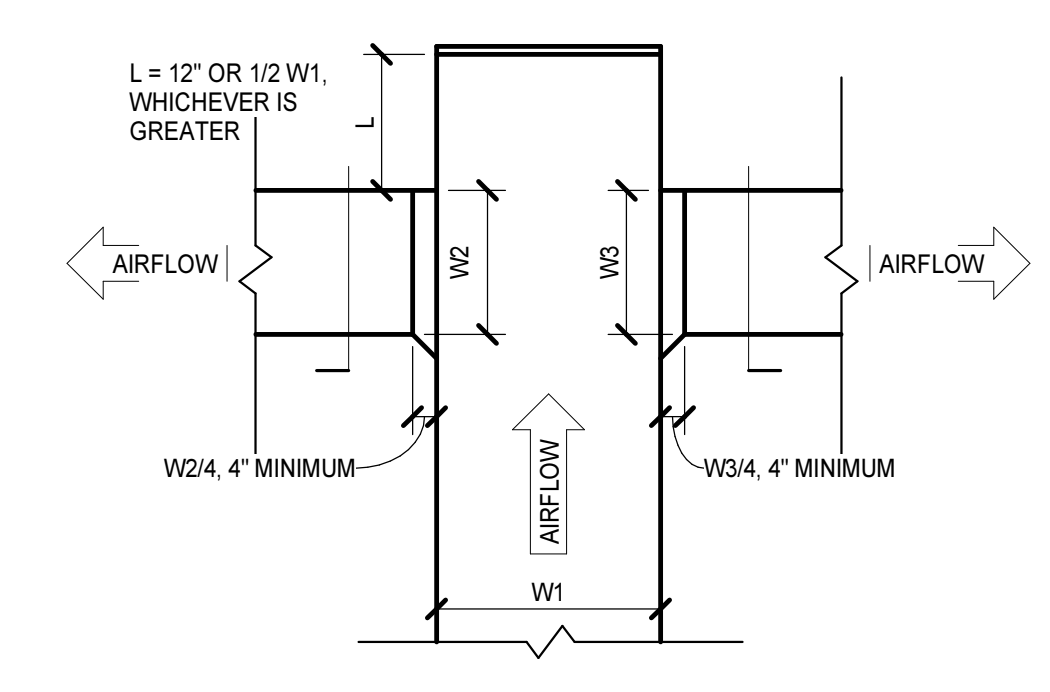 L = 12" OR 1/2 W1,
WHICHEVER IS
GREATER
L
W2
W3
AIRFLOW
AIRFLOW
W2/4, 4" MINIMUM
W3/4, 4" MINIMUM
AIRFLOW
W1